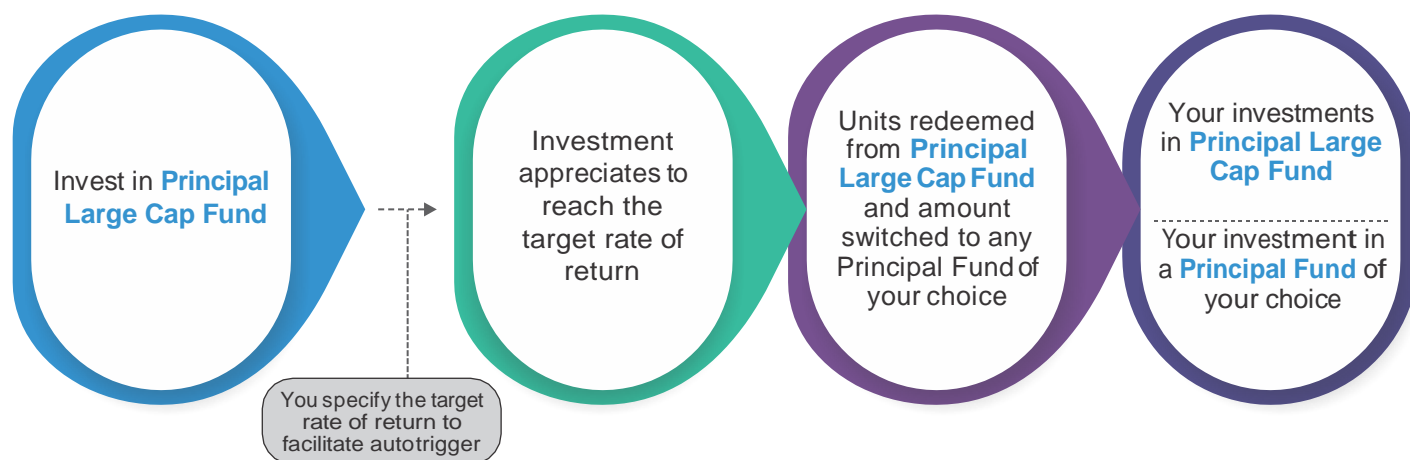 Invest in Principal
Large Cap Fund
You specify the target
rate of return to
facilitate autotrigger
Investment
appreciates to
reach the
target rate of
return
Units redeemed
from Principal
Large Cap Fund
and amount
switched to any
Principal Fund of
your choice
Your investments
in Principal Large
Cap Fund
Your investment in
a Principal Fund of
your choice